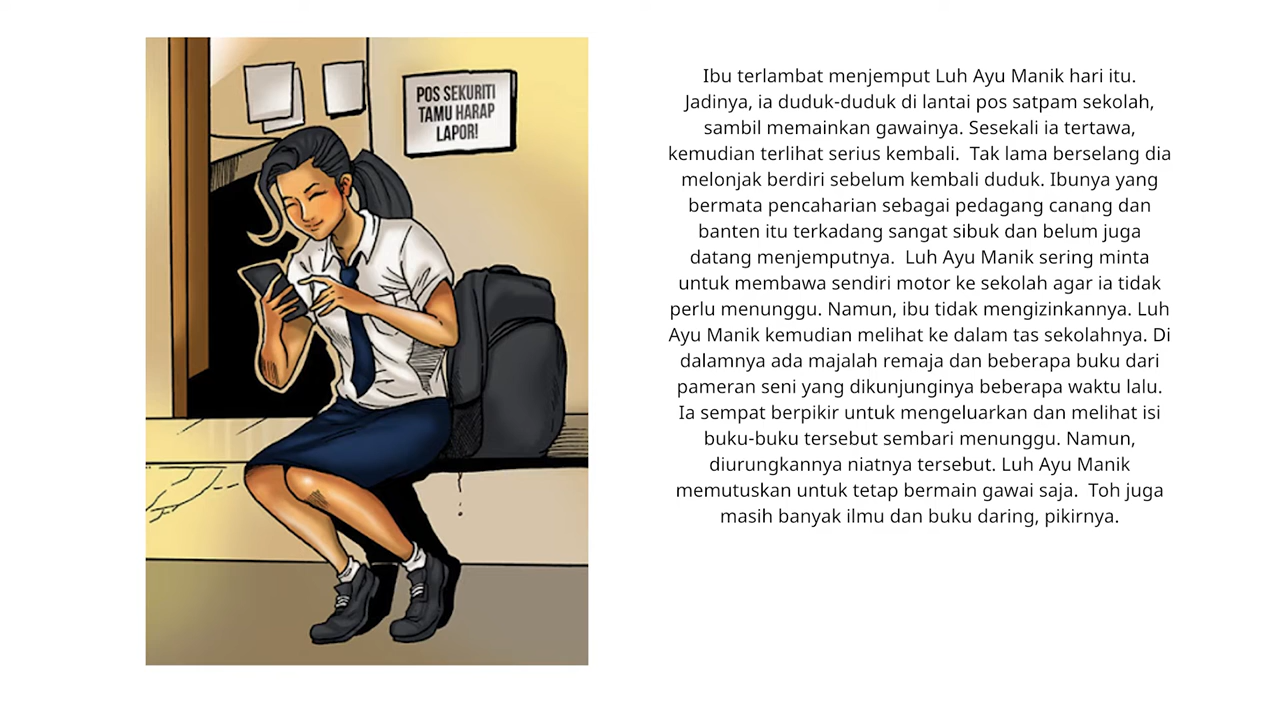 POS SEKURITI
TAMU HARAP
LAPOR!
Ibu terlambat menjemput Luh Ayu Manik hari itu.
Jadinya, ia duduk-duduk di lantai pos satpam sekolah,
sambil memainkan gawainya. Sesekali ia tertawa,
kemudian terlihat serius kembali.  Tak lama berselang dia
melonjak berdiri sebelum kembali duduk. Ibunya yang
bermata pencaharian sebagai pedagang canang dan
banten itu terkadang sangat sibuk dan belum juga
datang menjemputnya.  Luh Ayu Manik sering minta
untuk membawa sendiri motor ke sekolah agar ia tidak
perlu menunggu. Namun, ibu tidak mengizinkannya. Luh
Ayu Manik kemudian melihat ke dalam tas sekolahnya. Di
dalamnya ada majalah remaja dan beberapa buku dari
pameran seni yang dikunjunginya beberapa waktu lalu.
Ia sempat berpikir untuk mengeluarkan dan melihat isi
buku-buku tersebut sembari menunggu. Namun,
diurungkannya niatnya tersebut. Luh Ayu Manik
memutuskan untuk tetap bermain gawai saja.  Toh juga
masih banyak ilmu dan buku daring, pikirnya.